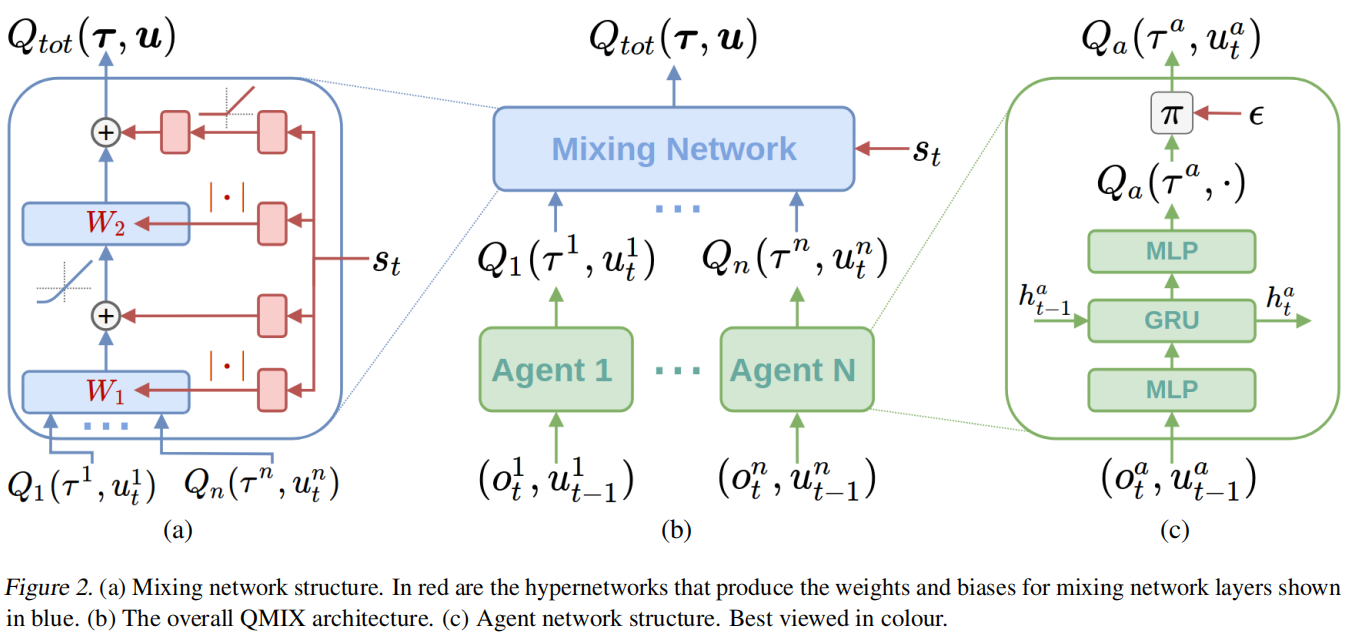 Q_{tot}(τ, u)
+
| · |
W_2
s_t
+
| · |
W_1
...
Q_1(τ^1, u_t^1) Q_n(τ^n, u_t^n)
(a)
Q_{tot}(τ, u)
Mixing Network
s_t
...
Q_1(τ^1, u_t^1) Q_n(τ^n, u_t^n)
Agent 1 ... Agent N
(o_t^1, u_{t-1}^1) (o_t^n, u_{t-1}^n)
(b)
Q_a(τ^a, u_t^a)
π ϵ
Q_a(τ^a, ·)
MLP
h_{t-1}^a GRU h_t^a
MLP
(o_t^a, u_{t-1}^a)
(c)
Figure 2. (a) Mixing network structure. In red are the hypernetworks that produce the weights and biases for mixing network layers shown
in blue. (b) The overall QMIX architecture. (c) Agent network structure. Best viewed in colour.